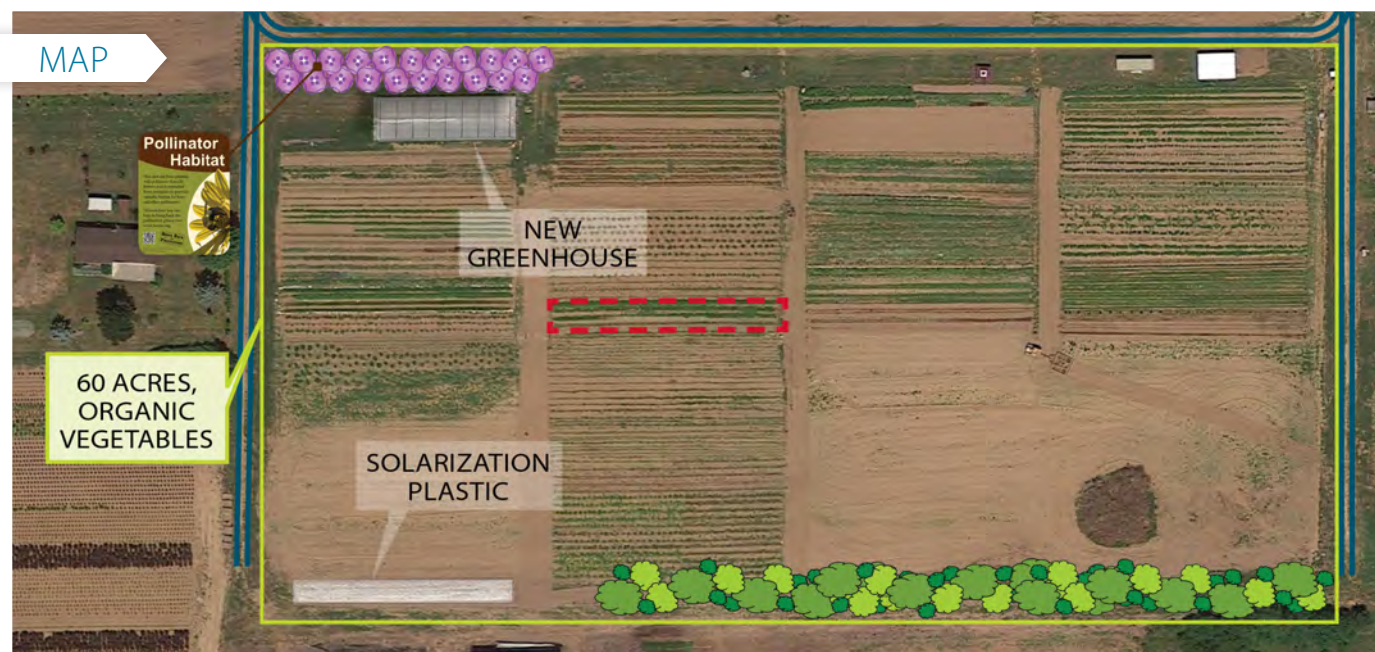 MAP
Pollinator
Habitat
NEW
GREENHOUSE
60 ACRES,
ORGANIC
VEGETABLES
SOLARIZATION
PLASTIC